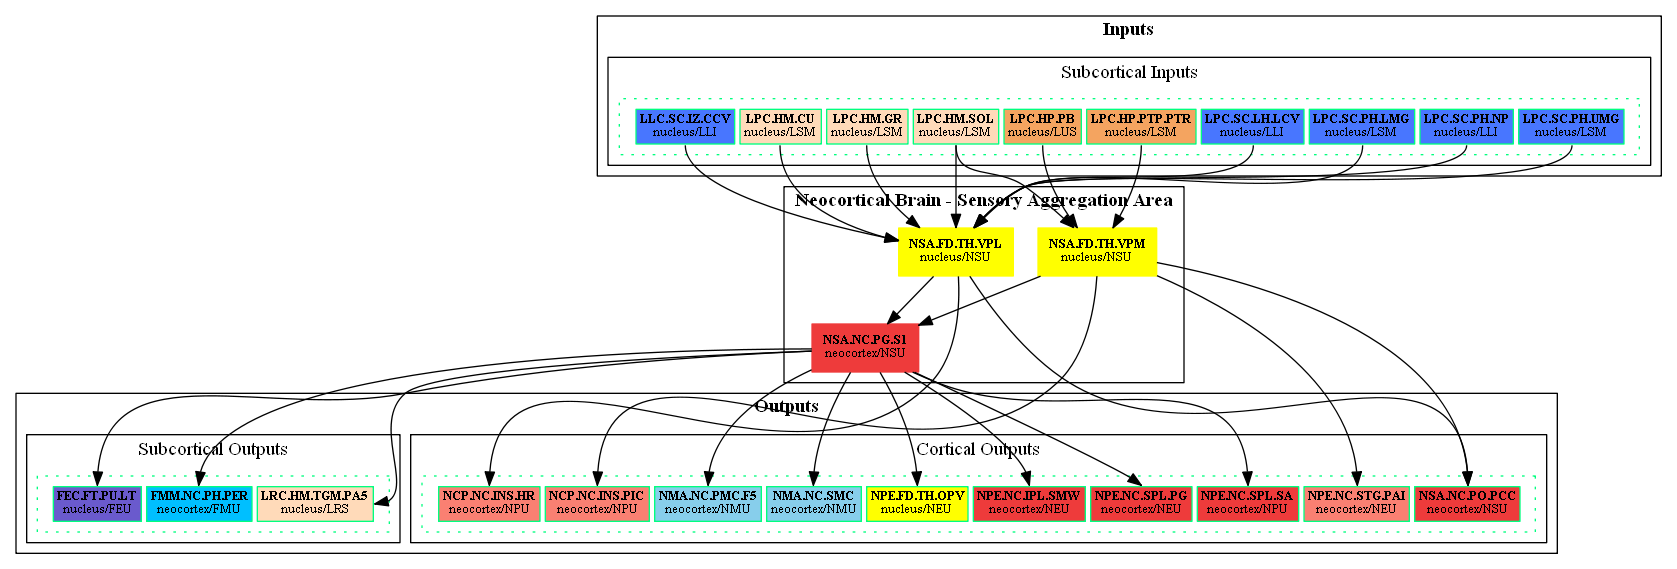 Inputs
Subcortical Inputs
LLC.SC.IZ.CCV
nucleus/LLI
LPC.HM.CU
nucleus/LSM
LPC.HM.GR
nucleus/LSM
LPC.HM.SOL
nucleus/LSM
LPC.HP.PB
nucleus/LUS
LPC.HP.PTP.PTR
nucleus/LSM
LPC.SC.LH.LCV
nucleus/LLI
LPC.SC.PH.LMG
nucleus/LSM
LPC.SC.PH.NP
nucleus/LLI
LPC.SC.PH.UMG
nucleus/LSM
Neocortical Brain - Sensory Aggregation Area
NSA.FD.TH.VPL
nucleus/NSU
NSA.FD.TH.VPM
nucleus/NSU
NSA.NC.PG.S1
neocortex/NSU
Outputs
Subcortical Outputs
FEC.FT.PU.LT
nucleus/FEU
FMM.NC.PH.PER
neocortex/FMU
LRC.HM.TGM.PA5
nucleus/LRS
Cortical Outputs
NCP.NC.INS.HR
neocortex/NPU
NCP.NC.INS.PIC
neocortex/NPU
NMA.NC.PMC.F5
neocortex/NMU
NMA.NC.SMC
neocortex/NMU
NPE.FD.TH.OPV
nucleus/NEU
NPE.NC.IPL.SMW
neocortex/NEU
NPE.NC.SPL.PG
neocortex/NEU
NPE.NC.SPL.SA
neocortex/NPU
NPE.NC.STG.PAI
neocortex/NEU
NSA.NC.PO.PCC
neocortex/NSU